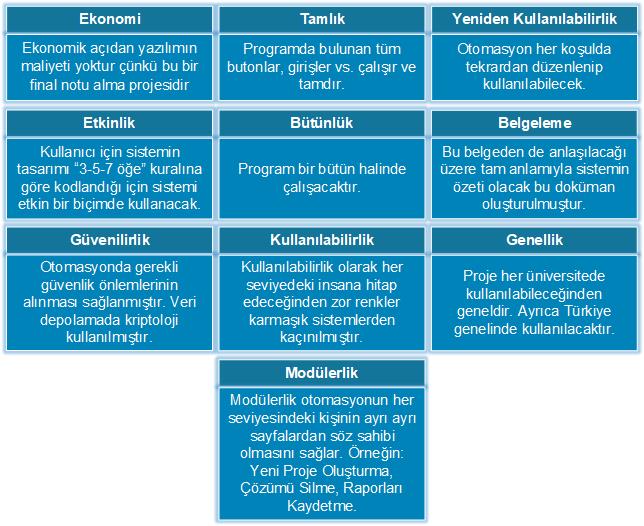 Ekonomi
Ekonomik açıdan yazılımın
maliyeti yoktur çünkü bu bir
final notu alma projesidir
Tamlık
Programda bulunan tüm
butonlar, girişler vs. çalışır ve
tamdır.
Yeniden Kullanılabilirlik
Otomasyon her koşulda
tekrardan düzenlenip
kullanılabilecek.
Etkinlik
Kullanıcı için sistemin
tasarımı “3-5-7 öğe” kuralına
göre kodlandığı için sistemi
etkin bir biçimde kullanacak.
Bütünlük
Program bir bütün halinde
çalışacaktır.
Belgeleme
Bu belgeden de anlaşılacağı
üzere tam anlamıyla sistemin
özeti olacak bu doküman
oluşturulmuştur.
Güvenilirlik
Otomasyonda gerekli
güvenlik önlemlerinin
alınması sağlanmıştır. Veri
depolamada kriptoloji
kullanılmıştır.
Kullanılabilirlik
Kullanılabilirlik olarak her
seviyedeki insana hitap
edeceğinden zor renkler
karmaşık sistemlerden
kaçınılmıştır.
Genellik
Proje her üniversitede
kullanılabileceğinden
geneldir. Ayrıca Türkiye
genelinde kullanılacaktır.
Modülerlik
Modülerlik otomasyonun her
seviyesindeki kişinin ayrı ayrı
sayfalardan söz sahibi
olmasını sağlar. Örneğin:
Yeni Proje Oluşturma,
Çözümü Silme, Raporları
Kaydetme.